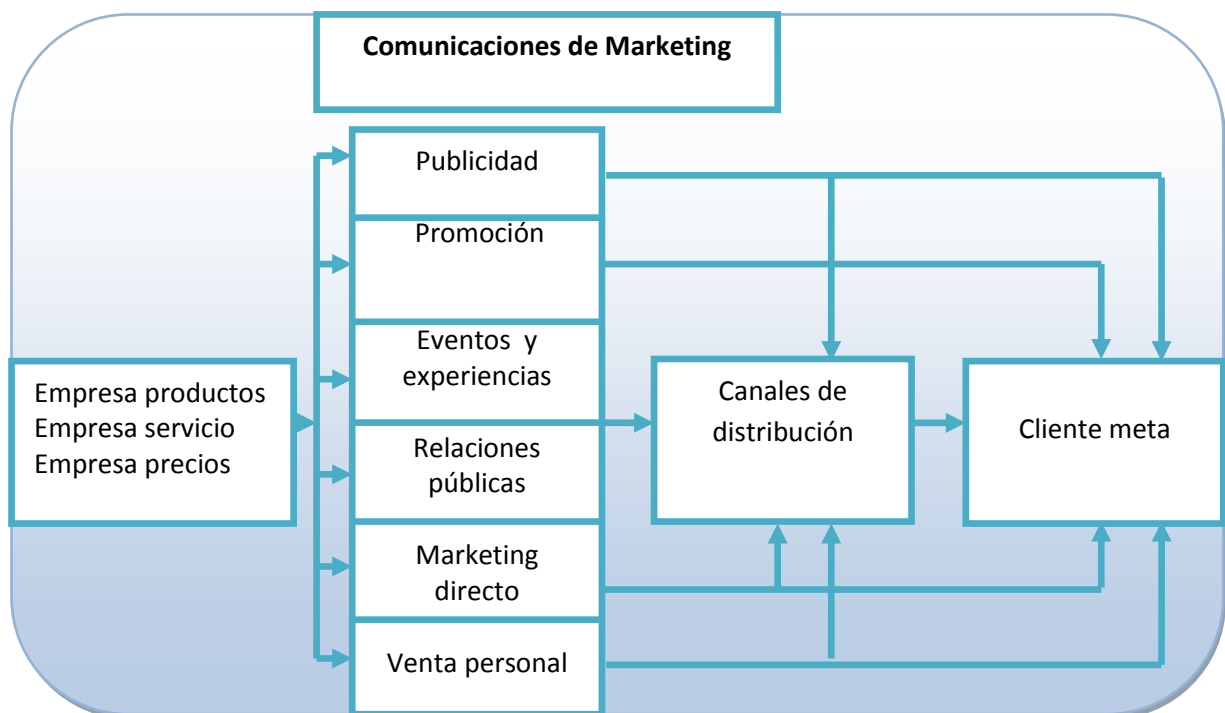 Comunicaciones de Marketing
Publicidad
Promoción
Eventos y
experiencias
Relaciones
públicas
Marketing
directo
Venta personal
Empresa productos
Empresa servicio
Empresa precios
Canales de
distribución
Cliente meta